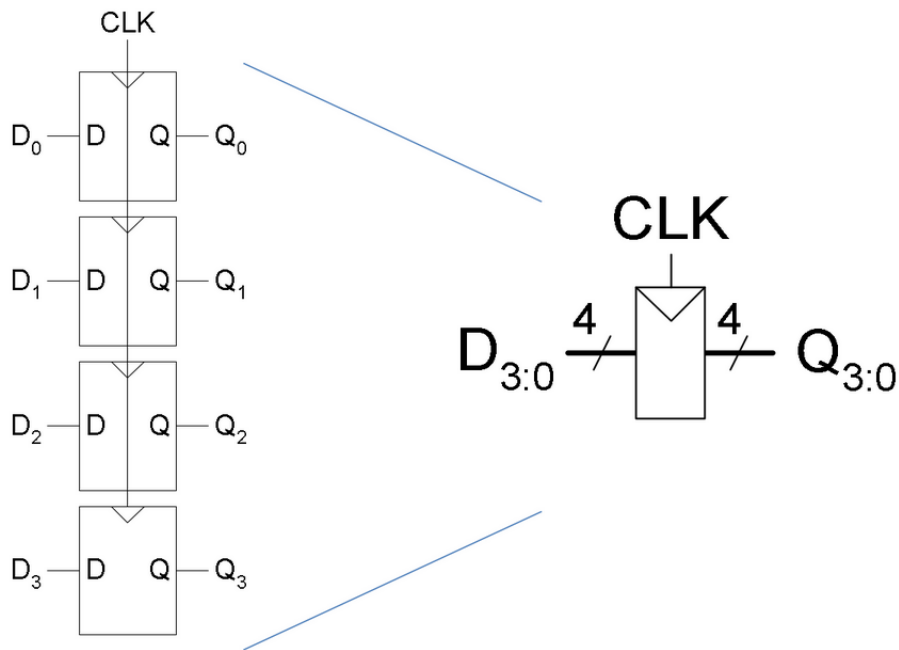 CLK
D₀ D Q Q₀
D₁ D Q Q₁
D₂ D Q Q₂
D₃ D Q Q₃
CLK
4 4
D₃:₀ Q₃:₀